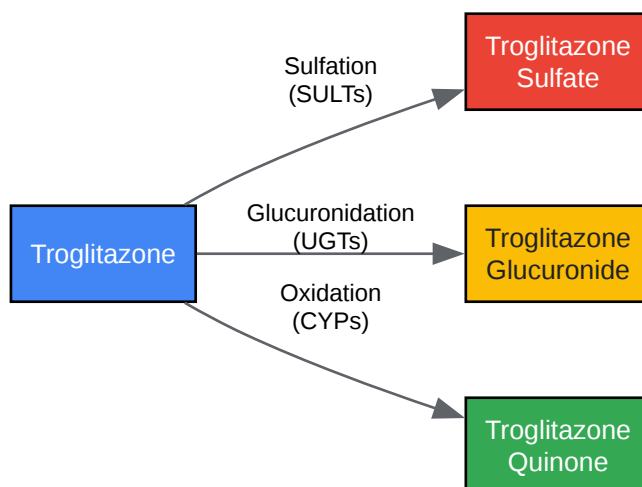 Troglitazone
Sulfate
Sulfation
(SULTs)
Troglitazone
Glucuronidation
(UGTs)
Troglitazone
Glucuronide
Oxidation
(CYPs)
Troglitazone
Quinone